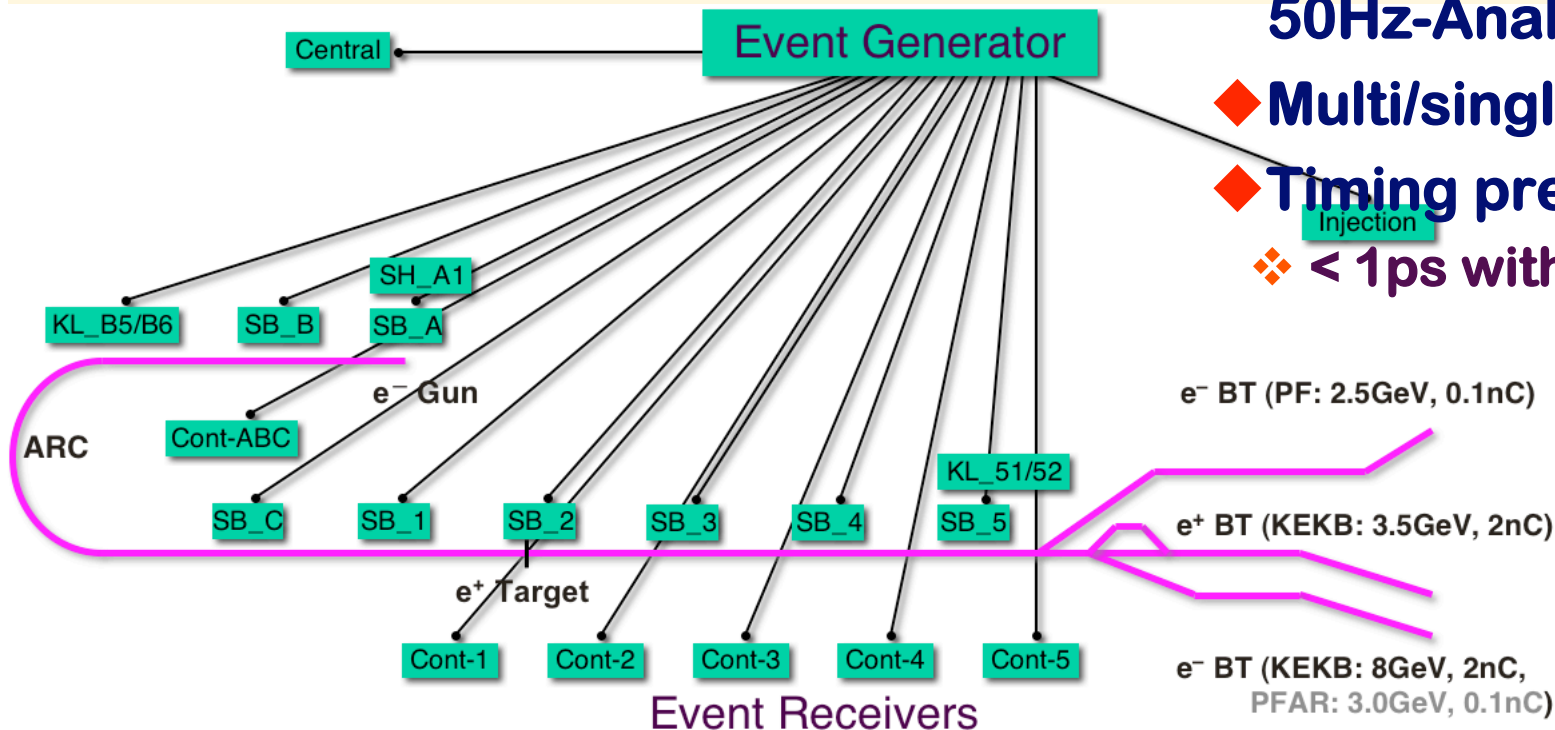 50Hz-Anal
Event Generator
Central
Multi/singl
Timing pre
Injection
< 1ps with
SH_A1
KL_B5/B6
SB_B
SB_A
e⁻ Gun
e⁻ BT (PF: 2.5GeV, 0.1nC)
Cont-ABC
ARC
KL_51/52
SB_C
SB_1
SB_2
SB_3
SB_4
SB_5
e⁺ BT (KEKB: 3.5GeV, 2nC)
e⁺ Target
Cont-1
Cont-2
Cont-3
Cont-4
Cont-5
e⁻ BT (KEKB: 8GeV, 2nC,
PFAR: 3.0GeV, 0.1nC)
Event Receivers